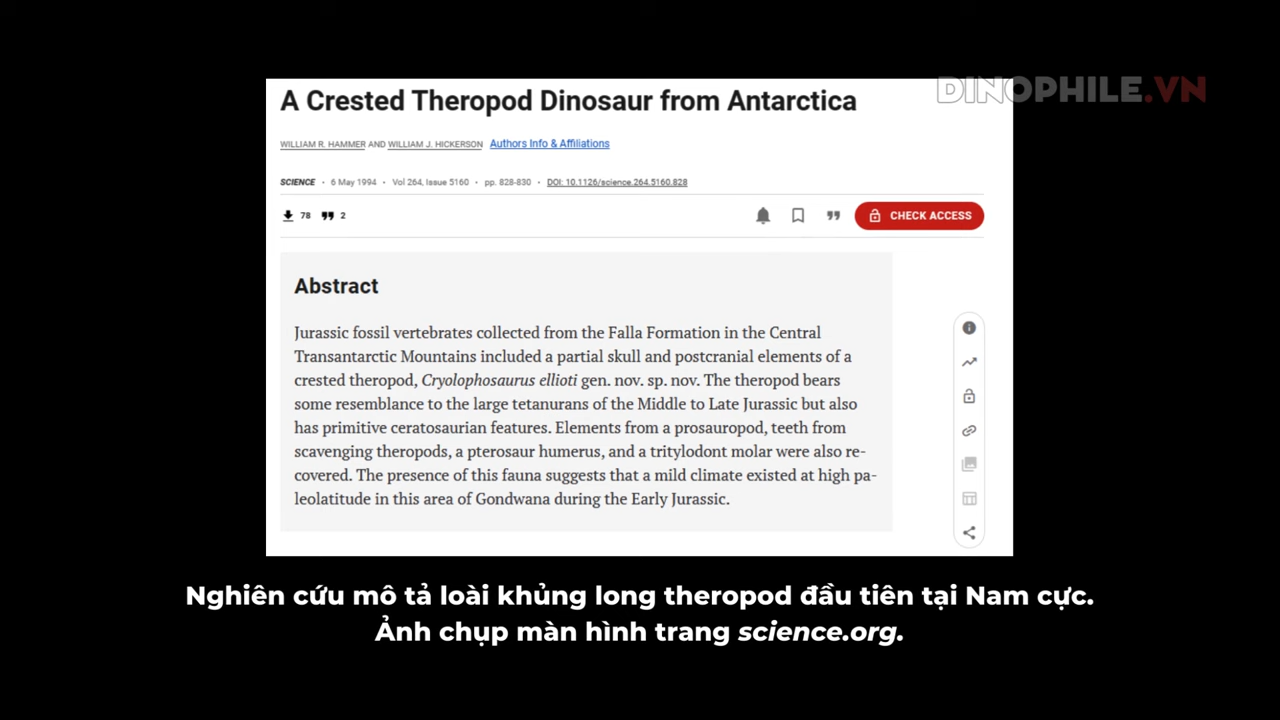 DINOPHILE.VN
A Crested Theropod Dinosaur from Antarctica
WILLIAM R. HAMMER AND WILLIAM J. HICKERSON Authors Info & Affiliations
SCIENCE • 6 May 1994 • Vol 264, Issue 5160 • pp. 828-830 • DOI: 10.1126/science.264.5160.828
78 2 CHECK ACCESS
Abstract
Jurassic fossil vertebrates collected from the Falla Formation in the Central
Transantarctic Mountains included a partial skull and postcranial elements of a
crested theropod, Cryolophosaurus ellioti gen. nov. sp. nov. The theropod bears
some resemblance to the large tetanurans of the Middle to Late Jurassic but also
has primitive ceratosaurian features. Elements from a prosauropod, teeth from
scavenging theropods, a pterosaur humerus, and a tritylodont molar were also re-
covered. The presence of this fauna suggests that a mild climate existed at high pa-
leolatitude in this area of Gondwana during the Early Jurassic.
Nghiên cứu mô tả loài khủng long theropod đầu tiên tại Nam cực.
Ảnh chụp màn hình trang science.org.